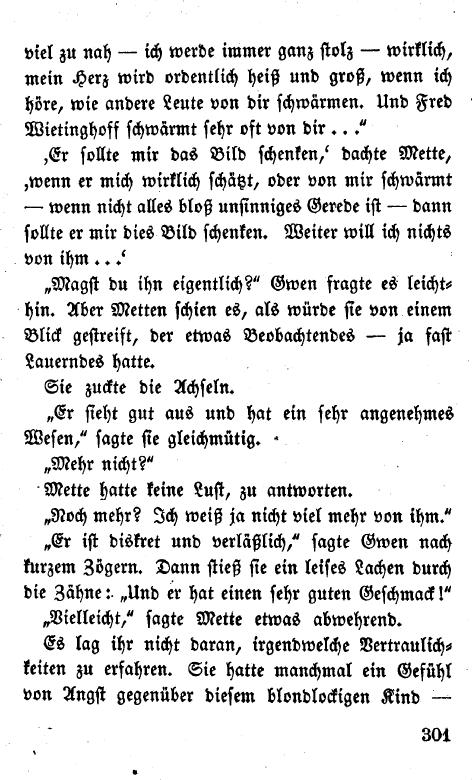 viel zu nah — ich werde immer ganz stolz — wirklich,
mein Herz wird ordentlich heiß und groß, wenn ich
höre, wie andere Leute von dir schwärmen. Und Fred
Wietinghoff schwärmt sehr oft von dir . . .“
‚Er sollte mir das Bild schenken,‘ dachte Mette,
‚wenn er mich wirklich schätzt, oder von mir schwärmt
— wenn nicht alles bloß unsinniges Gerede ist — dann
sollte er mir dies Bild schenken. Weiter will ich nichts
von ihm . . .‘
„Magst du ihn eigentlich?“ Gwen fragte es leicht-
hin. Aber Metten schien es, als würde sie von einem
Blick gestreift, der etwas Beobachtendes — ja fast
Lauerndes hatte.
Sie zuckte die Achseln.
„Er sieht gut aus und hat ein sehr angenehmes
Wesen,“ sagte sie gleichmütig.
„Mehr nicht?“
Mette hatte keine Lust, zu antworten.
„Noch mehr? Ich weiß ja nicht viel mehr von ihm.“
„Er ist diskret und verläßlich,“ sagte Gwen nach
kurzem Zögern. Dann stieß sie ein leises Lachen durch
die Zähne: „Und er hat einen sehr guten Geschmack!“
„Vielleicht,“ sagte Mette etwas abwehrend.
Es lag ihr nicht daran, irgendwelche Vertraulich-
keiten zu erfahren. Sie hatte manchmal ein Gefühl
von Angst gegenüber diesem blondlockigen Kind —
301